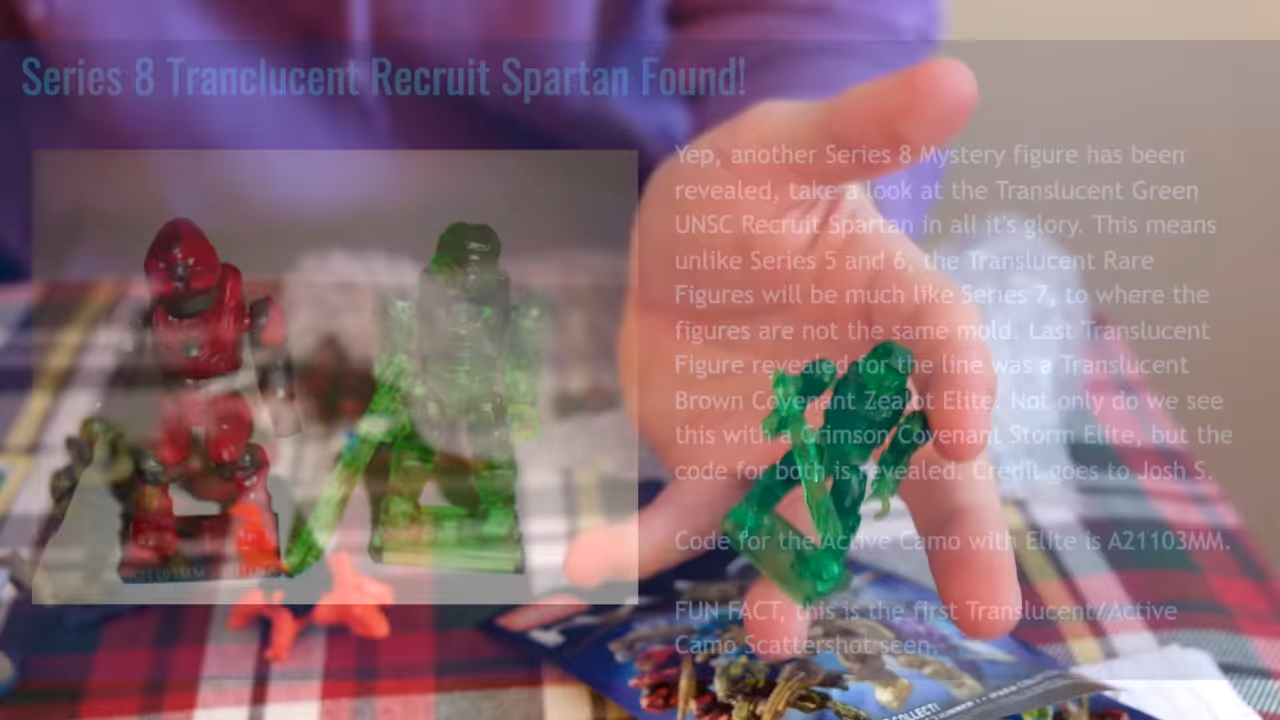 Series 8 Tranclucent Recruit Spartan Found!
Yep, another Series 8 Mystery figure has been
revealed, take a look at the Translucent Green
UNSC Recruit Spartan in all it's glory. This means
unlike Series 5 and 6, the Translucent Rare
Figures will be much like Series 7, to where the
figures are not the same mold. Last Translucent
Figure revealed for the line was a Translucent
Brown Covenant Zealot Elite. Not only do we see
this with a Crimson Covenant Storm Elite, but the
code for both is revealed. Credit goes to Josh S.
Code for the Active Camo with Elite is A21103MM.
FUN FACT, this is the first Translucent/Active
Camo Scattershot seen.
A21103MM
COLLECT!